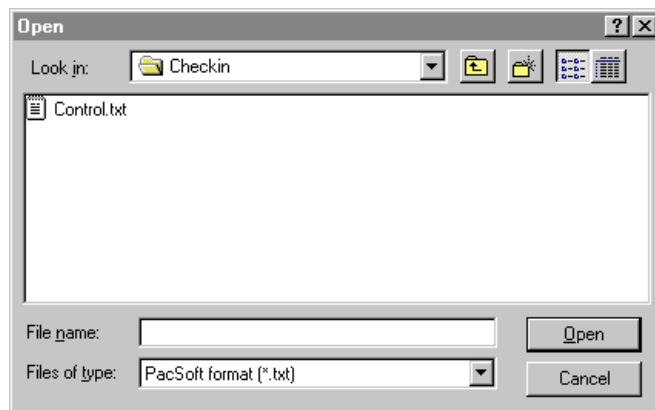 Open
Look in: Checkin
Control.txt
File name: Open
Files of type: PacSoft format (*.txt) Cancel